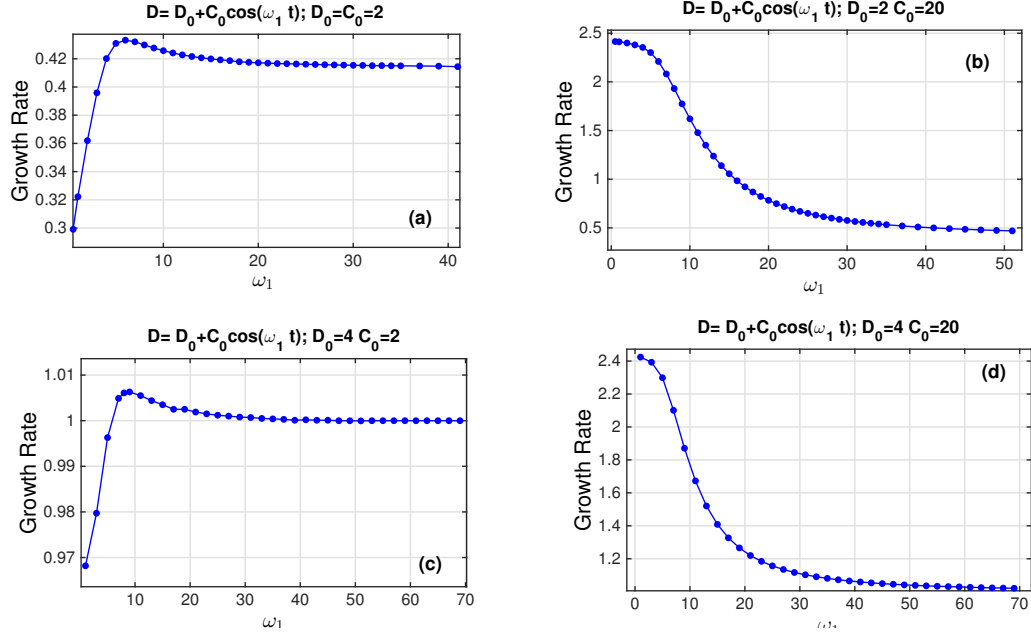 D= D₀+C₀cos(ω₁ t); D₀=C₀=2
0.42
0.4
0.38
0.36
0.34
0.32
0.3
Growth Rate
(a)
10 20 30 40
ω₁
D= D₀+C₀cos(ω₁ t); D₀=2 C₀=20
2.5
2
1.5
1
0.5
Growth Rate
(b)
0 10 20 30 40 50
ω₁
D= D₀+C₀cos(ω₁ t); D₀=4 C₀=2
1.01
1
0.99
0.98
0.97
Growth Rate
(c)
10 20 30 40 50 60 70
ω₁
D= D₀+C₀cos(ω₁ t); D₀=4 C₀=20
2.4
2.2
2
1.8
1.6
1.4
1.2
Growth Rate
(d)
0 10 20 30 40 50 60 70
ω₁